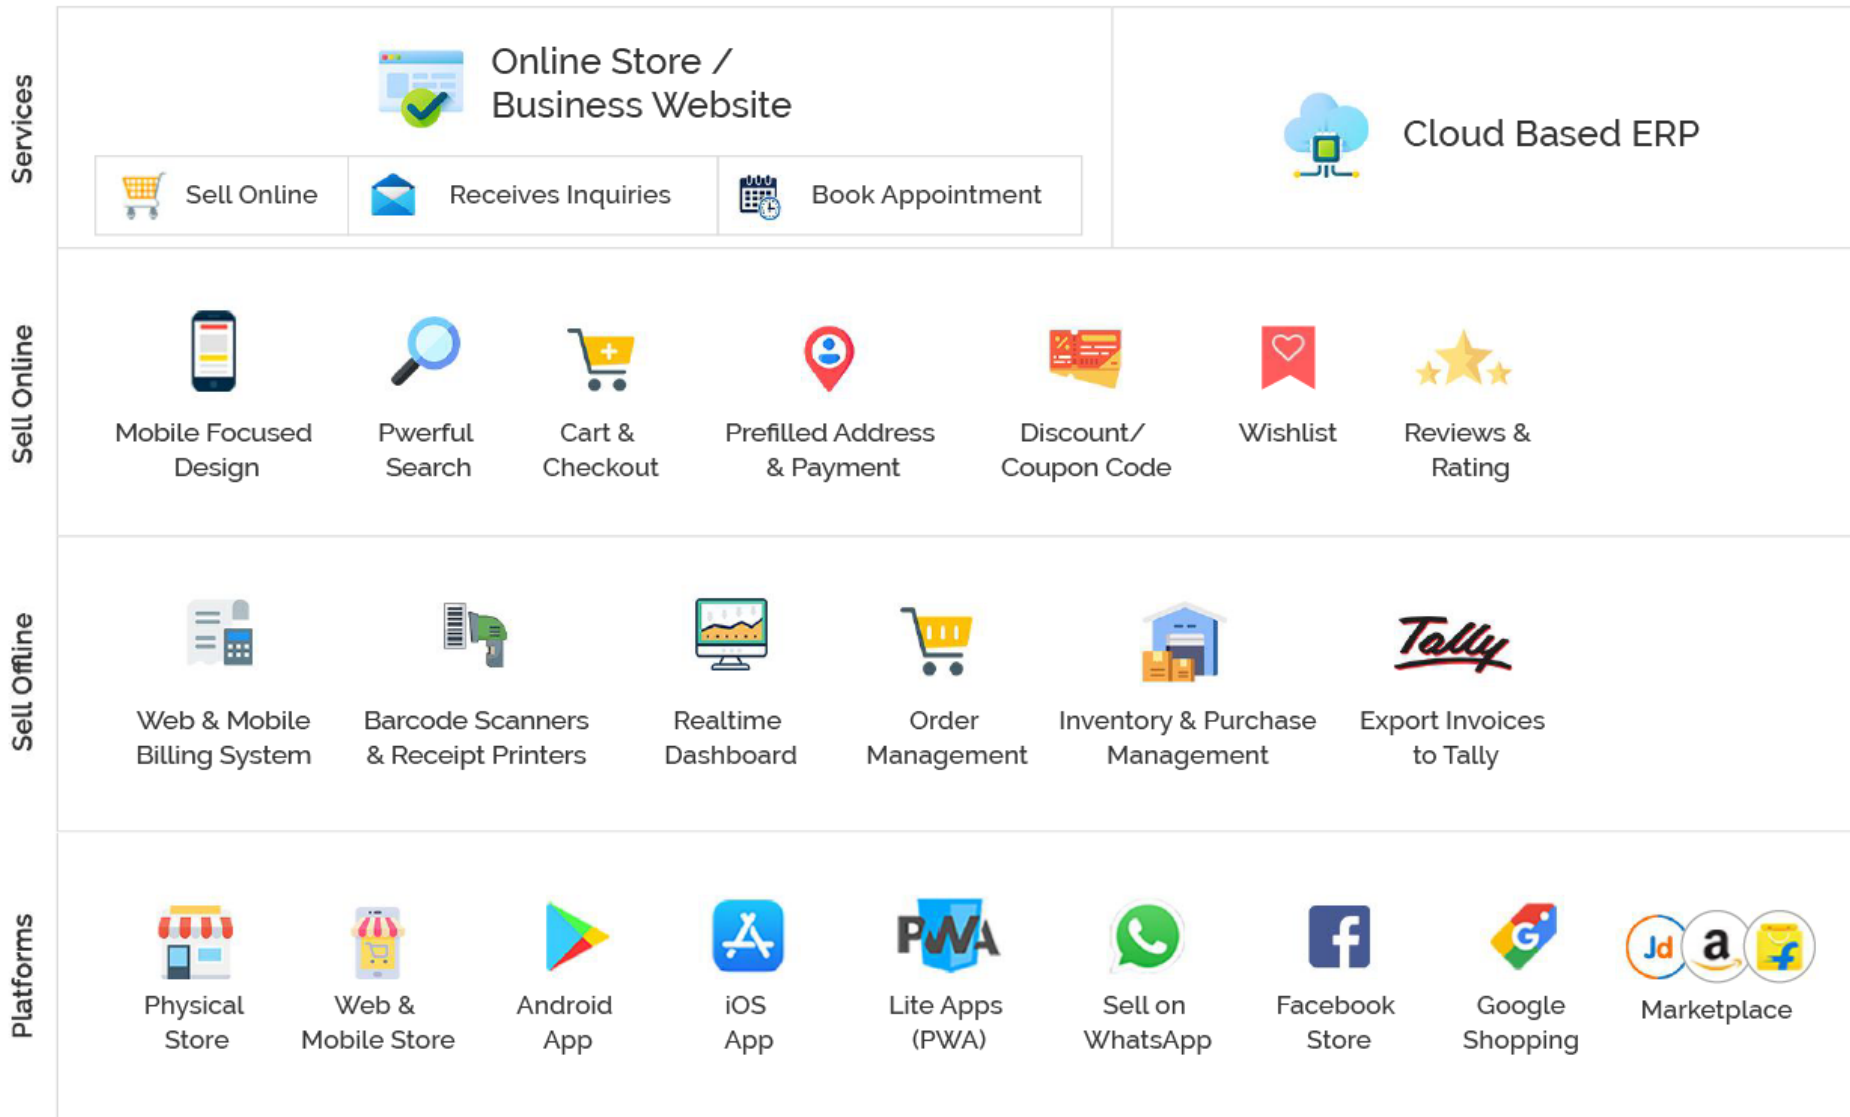 Services
Online Store /
Business Website
Sell Online
Receives Inquiries
Book Appointment
Cloud Based ERP
Sell Online
Mobile Focused
Design
Pwerful
Search
Cart &
Checkout
Prefilled Address
& Payment
Discount/
Coupon Code
Wishlist
Reviews &
Rating
Sell Offline
Web & Mobile
Billing System
Barcode Scanners
& Receipt Printers
Realtime
Dashboard
Order
Management
Inventory & Purchase
Management
Tally
Export Invoices
to Tally
Platforms
Physical
Store
Web &
Mobile Store
Android
App
iOS
App
PWA
Lite Apps
(PWA)
Sell on
WhatsApp
f
Facebook
Store
G
Google
Shopping
Jd
a
f
Marketplace